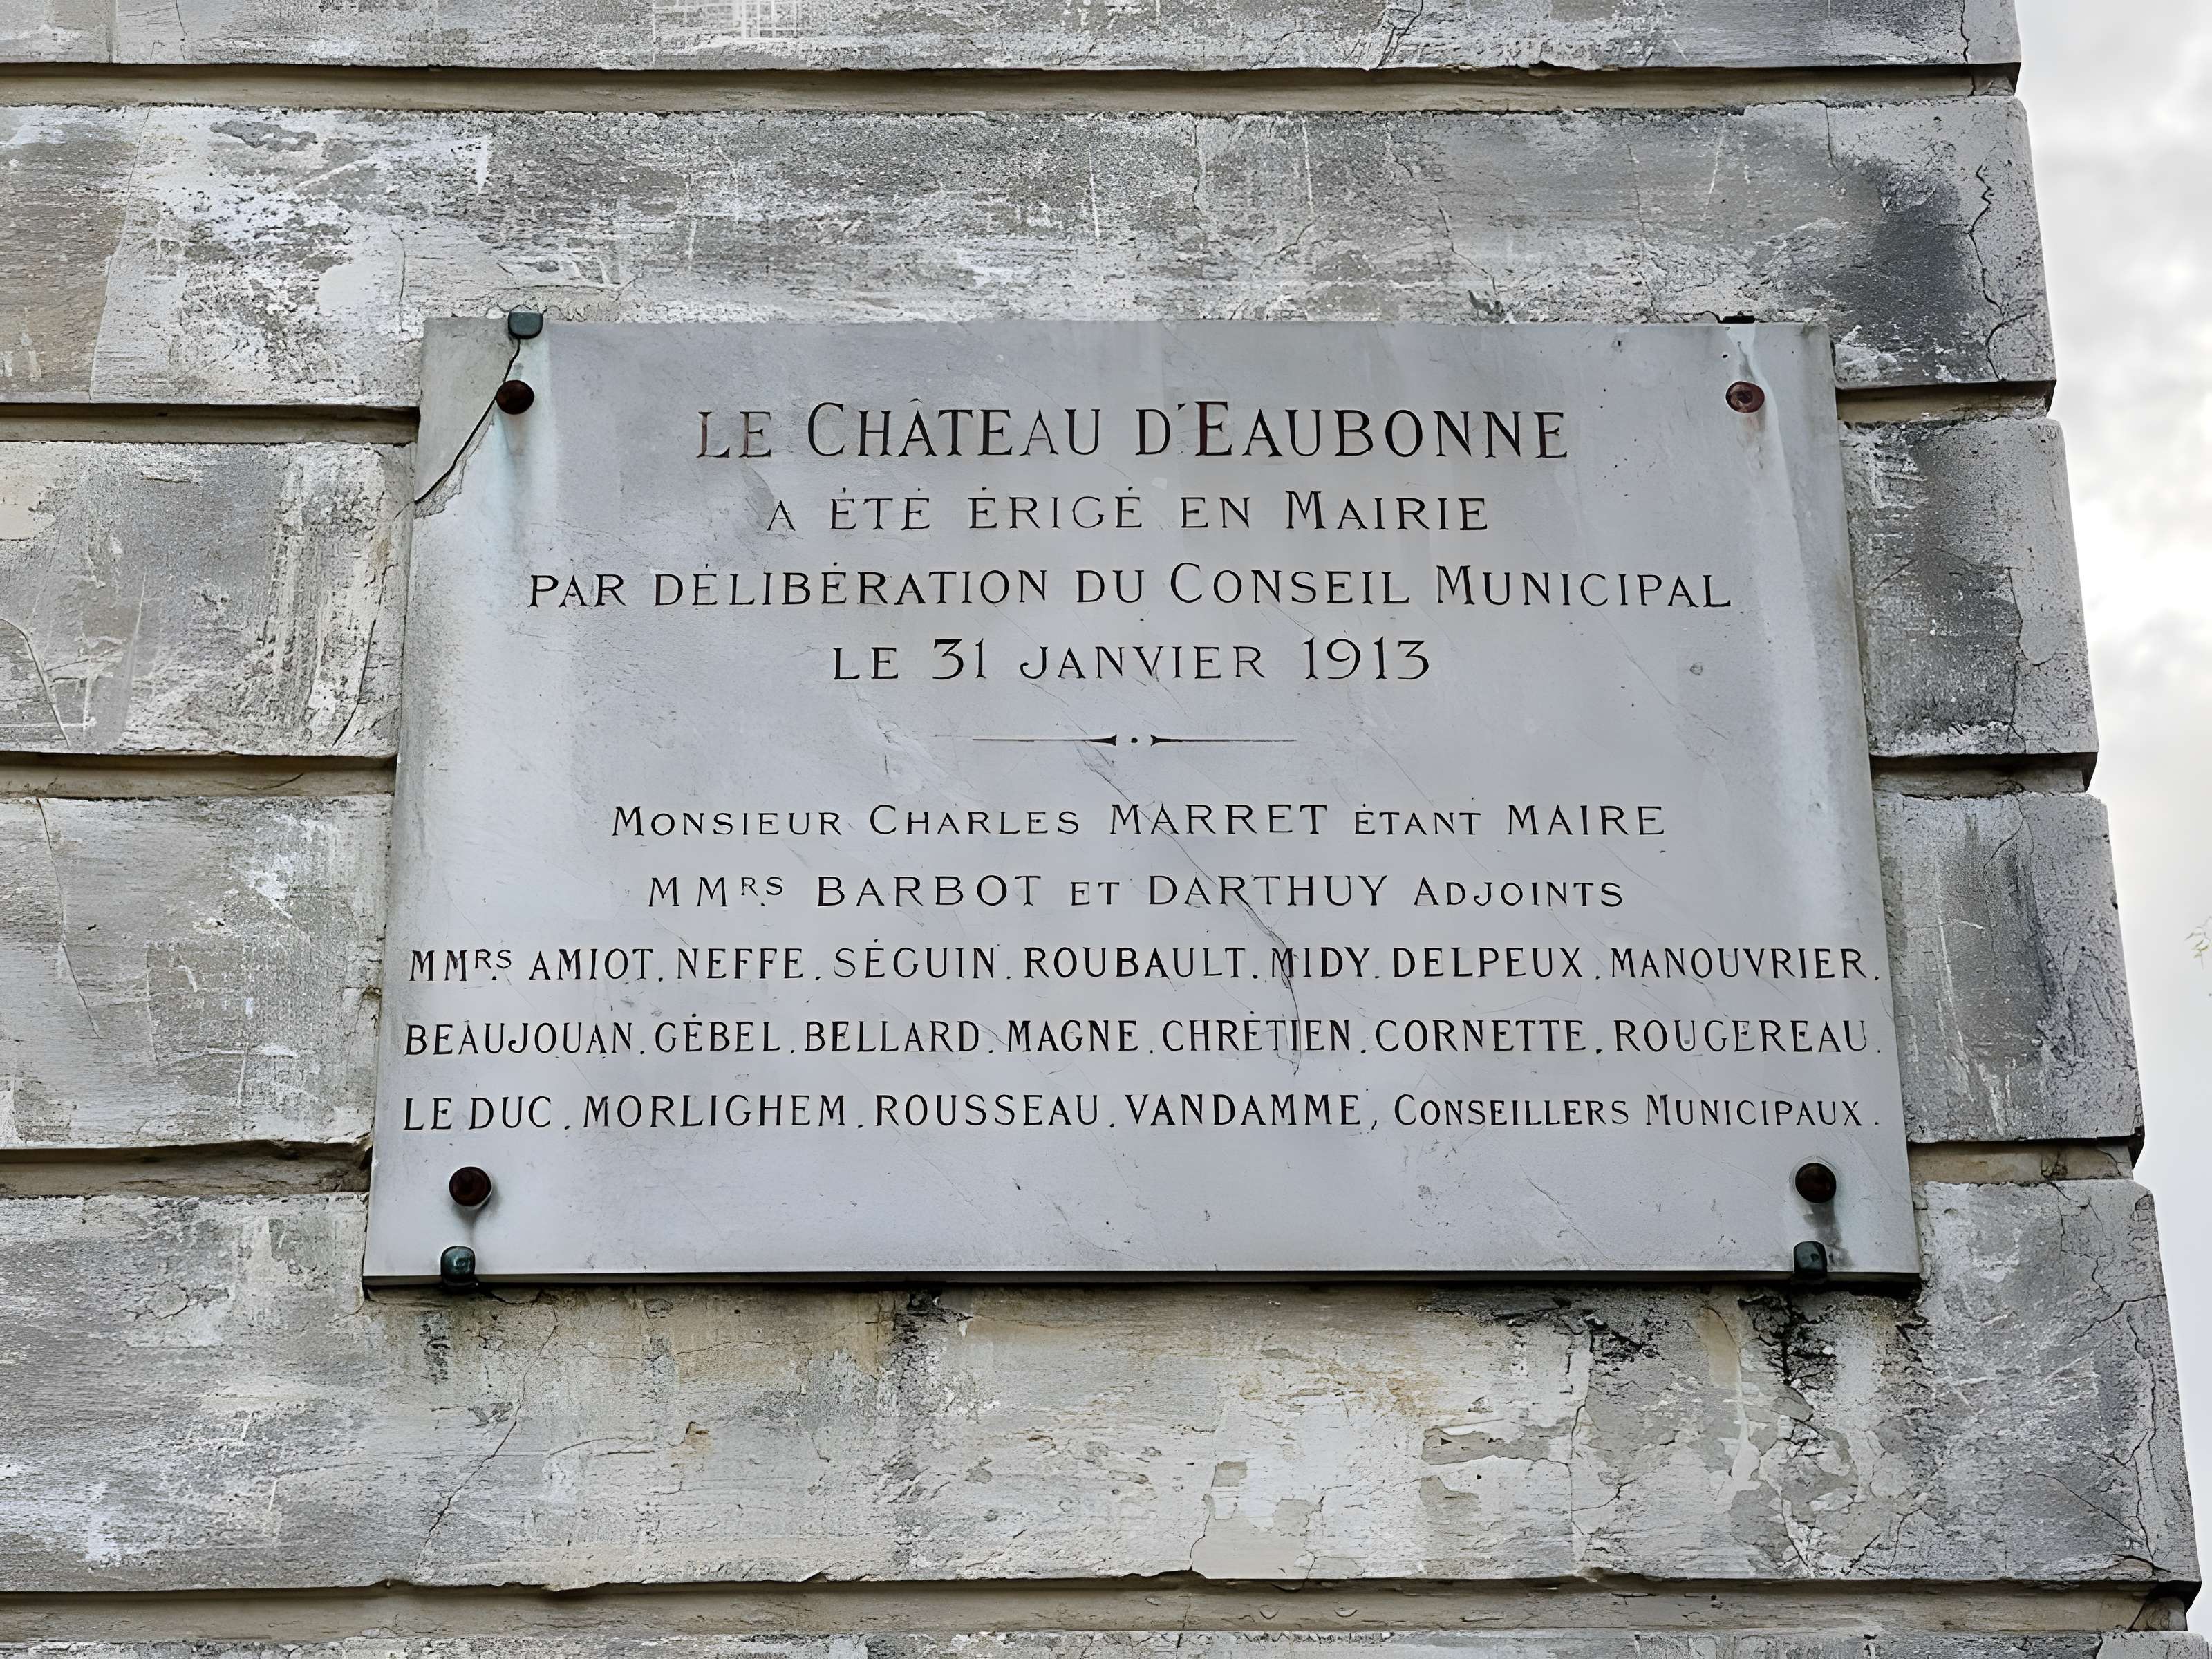 LE CHÂTEAU D'EAUBONNE
A ÉTÉ ÉRIGÉ EN MAIRIE
PAR DÉLIBÉRATION DU CONSEIL MUNICIPAL
LE 31 JANVIER 1913
MONSIEUR CHARLES MARRET ÉTANT MAIRE
MMRS BARBOT ET DARTHUY ADJOINTS
MMRS AMIOT. NEFFE. SÉGUIN. ROUBAULT. MIDY. DELPEUX. MANOUVRIER.
BEAUJOUAN. GÉBEL. BELLARD. MAGNE. CHRÉTIEN. CORNETTE. ROUGEREAU.
LE DUC. MORLIGHEM. ROUSSEAU. VANDAMME, CONSEILLERS MUNICIPAUX.